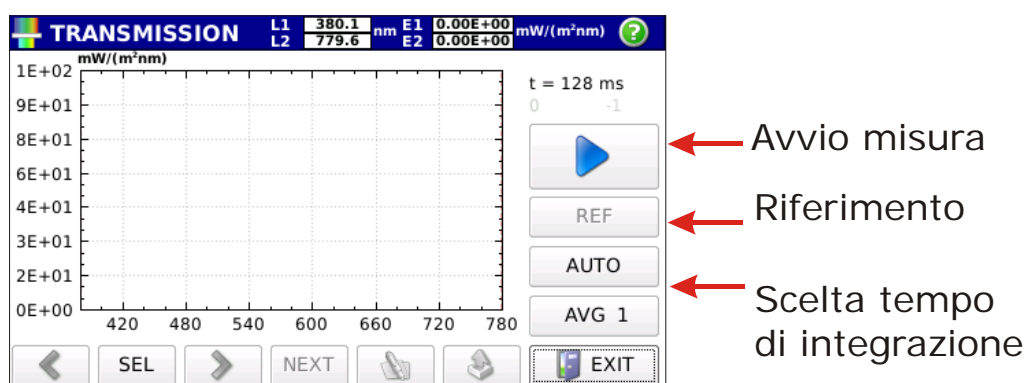 TRANSMISSION L1 380.1 nm E1 0.00E+00 mW/(m²nm) ?
L2 779.6 E2 0.00E+00
mW/(m²nm)
1E+02
9E+01
8E+01
6E+01
4E+01
3E+01
2E+01
0E+00
420 480 540 600 660 720 780
t = 128 ms
0 -1
REF
AUTO
AVG 1
SEL NEXT EXIT
Avvio misura
Riferimento
Scelta tempo
di integrazione